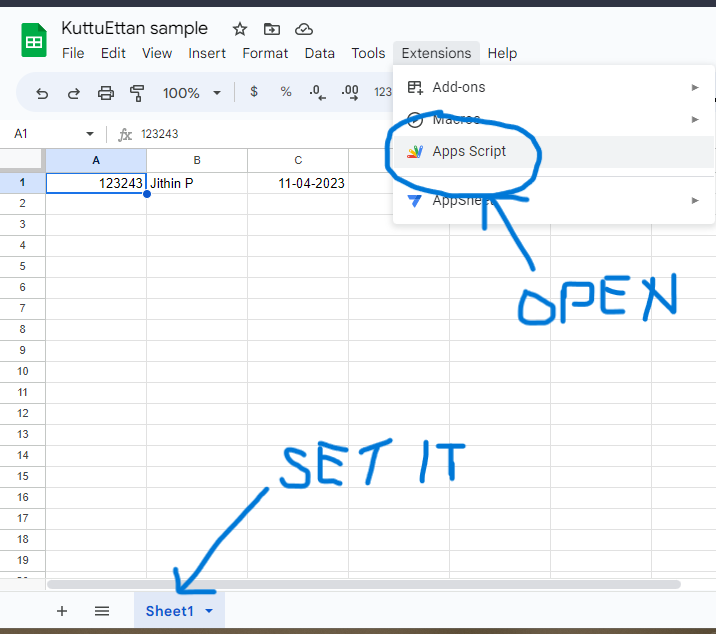 KuttuEttan sample
File Edit View Insert Format Data Tools Extensions Help
100% $ % .0 .00 123
Add-ons
Macros
Apps Script
AppSheet
A1 fx 123243
A B C
1 123243 Jithin P 11-04-2023
2
3
4
5
6
7
8
9
10
11
12
13
14
15
16
17
18
19
OPEN
SET IT
+ Sheet1